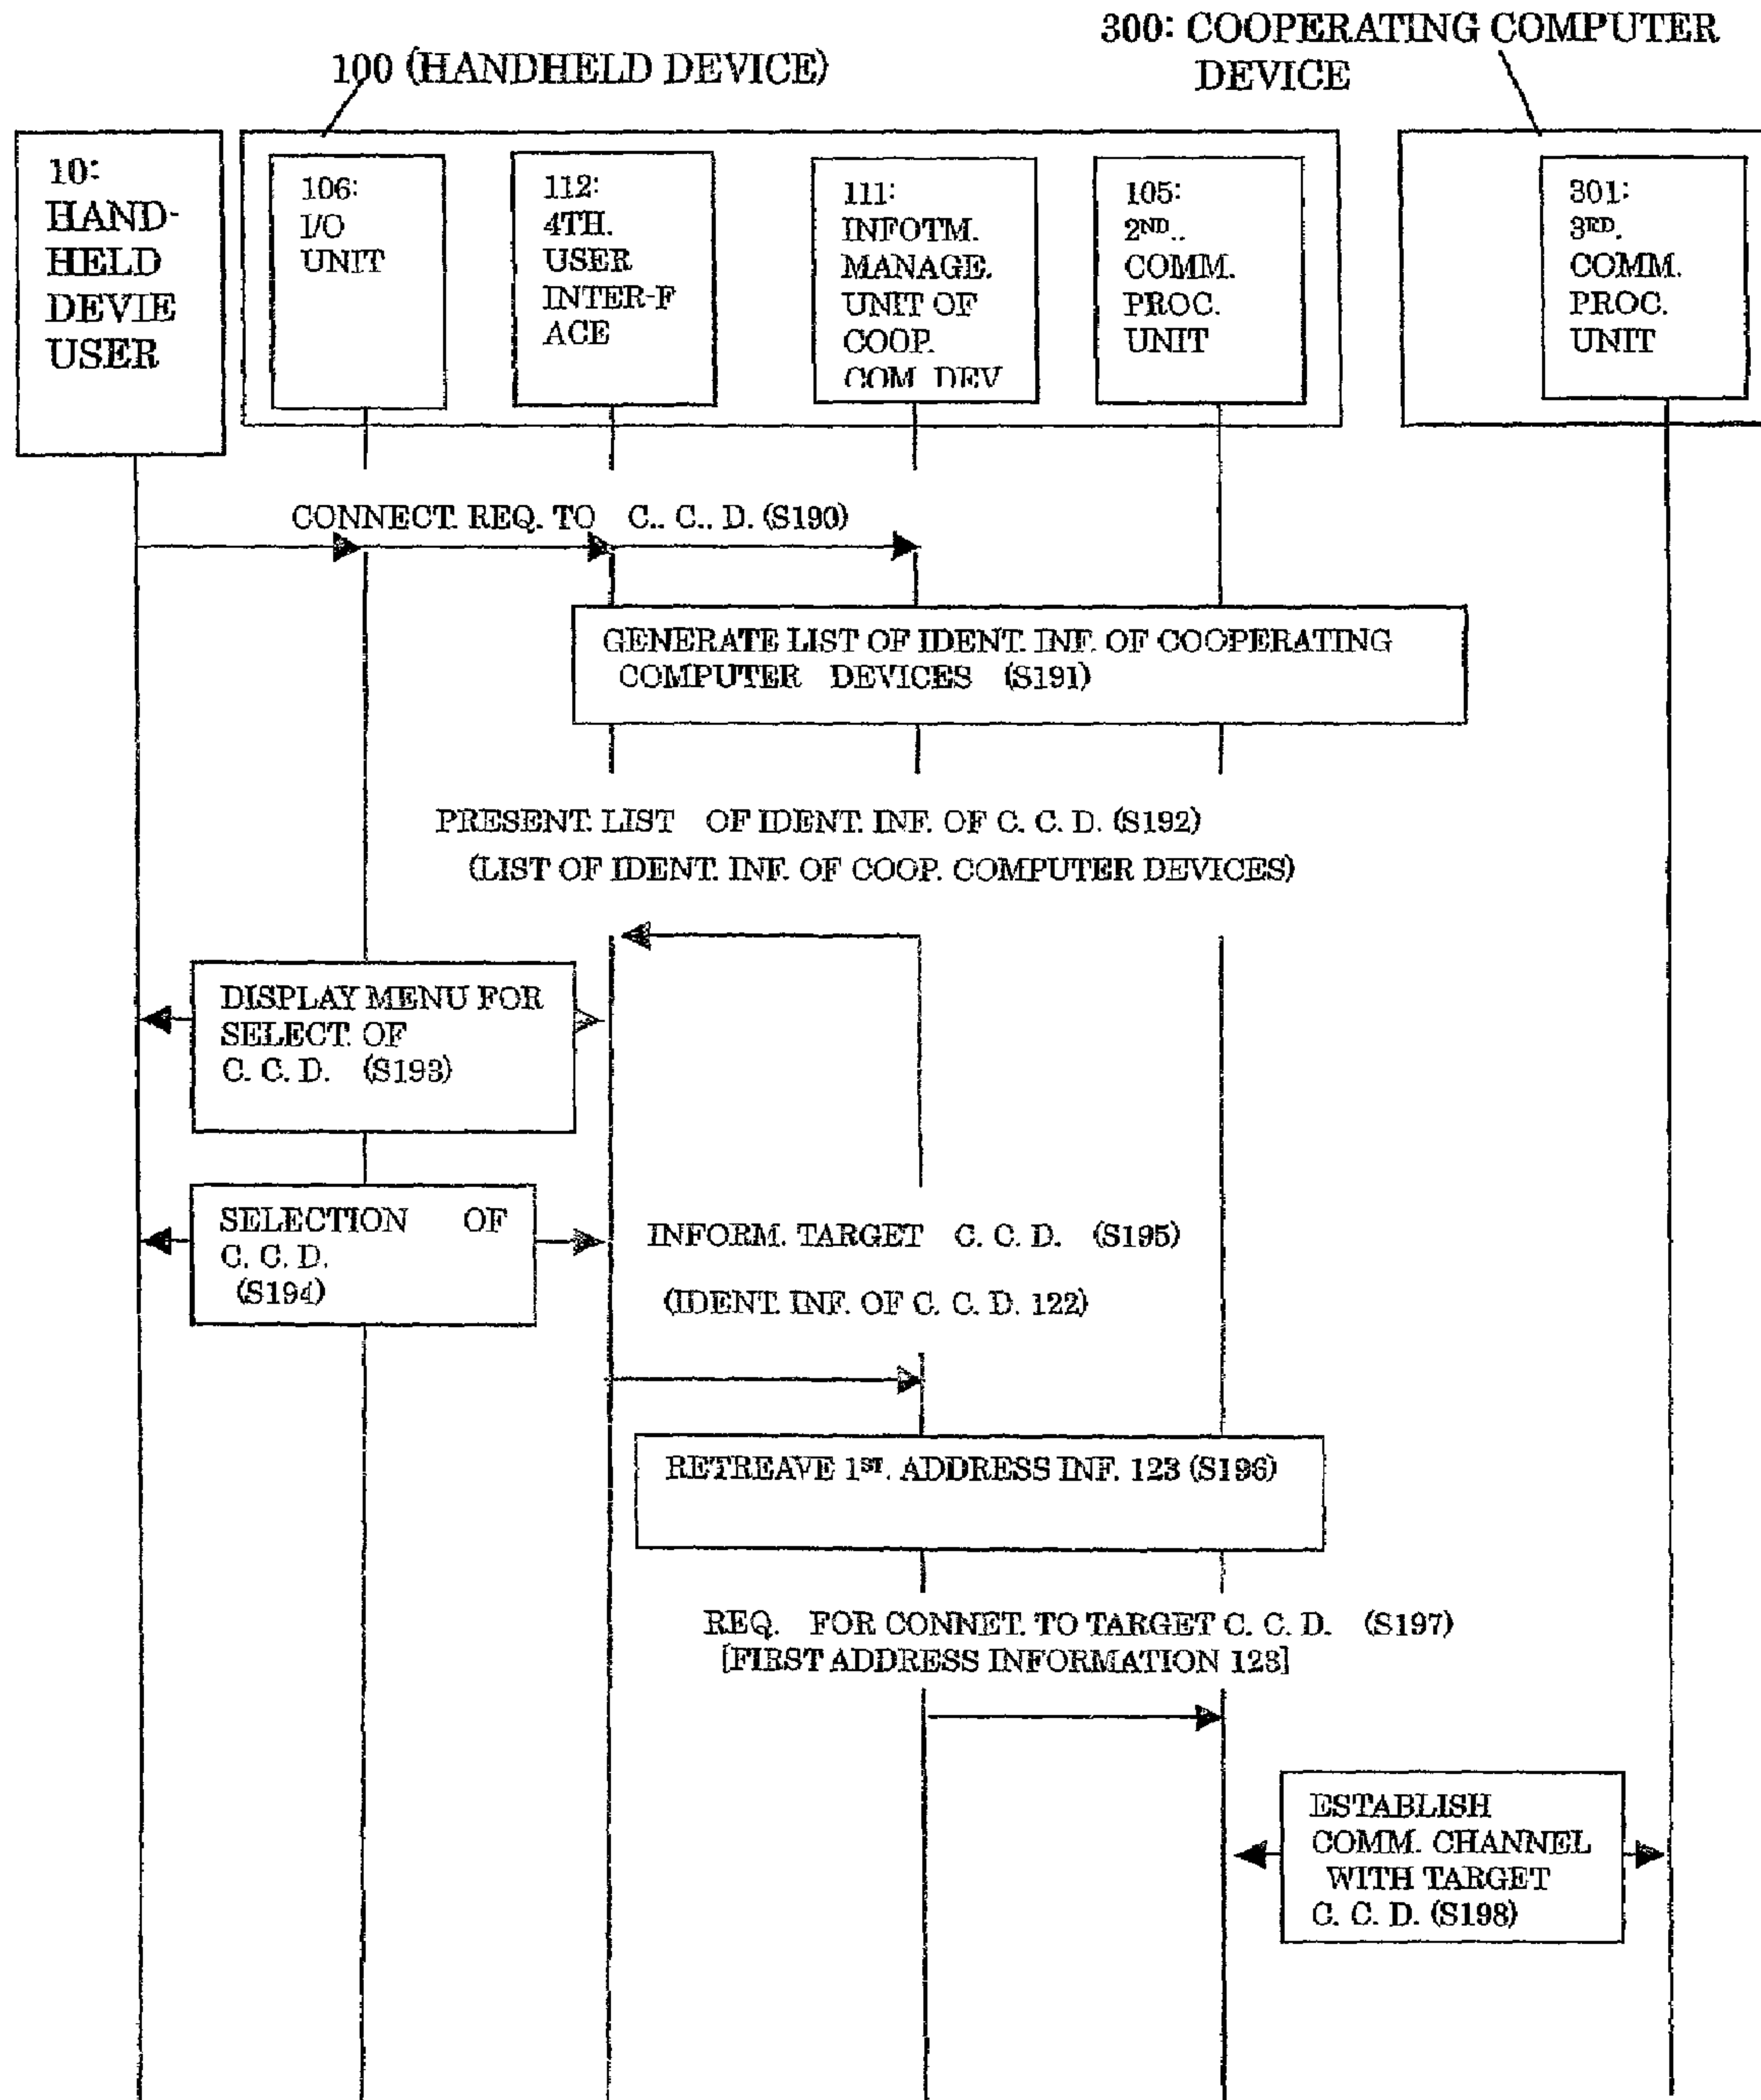 300: COOPERATING COMPUTER
DEVICE
100 (HANDHELD DEVICE)
10:
HAND-
HELD
DEVIE
USER
106:
I/O
UNIT
112:
4TH.
USER
INTER-F
ACE
111:
INFOTM.
MANAGE.
UNIT OF
COOP.
COM. DEV
105:
2ND..
COMM.
PROC.
UNIT
301:
3RD.
COMM.
PROC.
UNIT
CONNECT. REQ. TO C.. C.. D. (S190)
GENERATE LIST OF IDENT. INF. OF COOPERATING
COMPUTER DEVICES (S191)
PRESENT. LIST OF IDENT. INF. OF C. C. D. (S192)
(LIST OF IDENT. INF. OF COOP. COMPUTER DEVICES)
DISPLAY MENU FOR
SELECT. OF
C. C. D. (S193)
SELECTION OF
C. C. D.
(S194)
INFORM. TARGET C. C. D. (S195)
(IDENT. INF. OF C. C. D. 122)
RETREAVE 1ST. ADDRESS INF. 123 (S196)
REQ. FOR CONNET. TO TARGET C. C. D. (S197)
[FIRST ADDRESS INFORMATION 123]
ESTABLISH
COMM. CHANNEL
WITH TARGET
C. C. D. (S198)